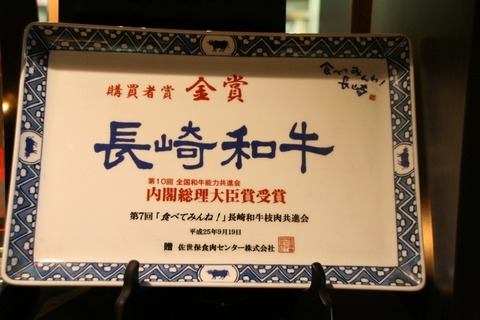 購買者賞 金賞
食べてみんね!
長崎
長崎和牛
第10回 全国和牛能力共進会
内閣総理大臣賞受賞
第7回「食べてみんね!」長崎和牛枝肉共進会
平成25年9月19日
贈 佐世保食肉センター株式会社